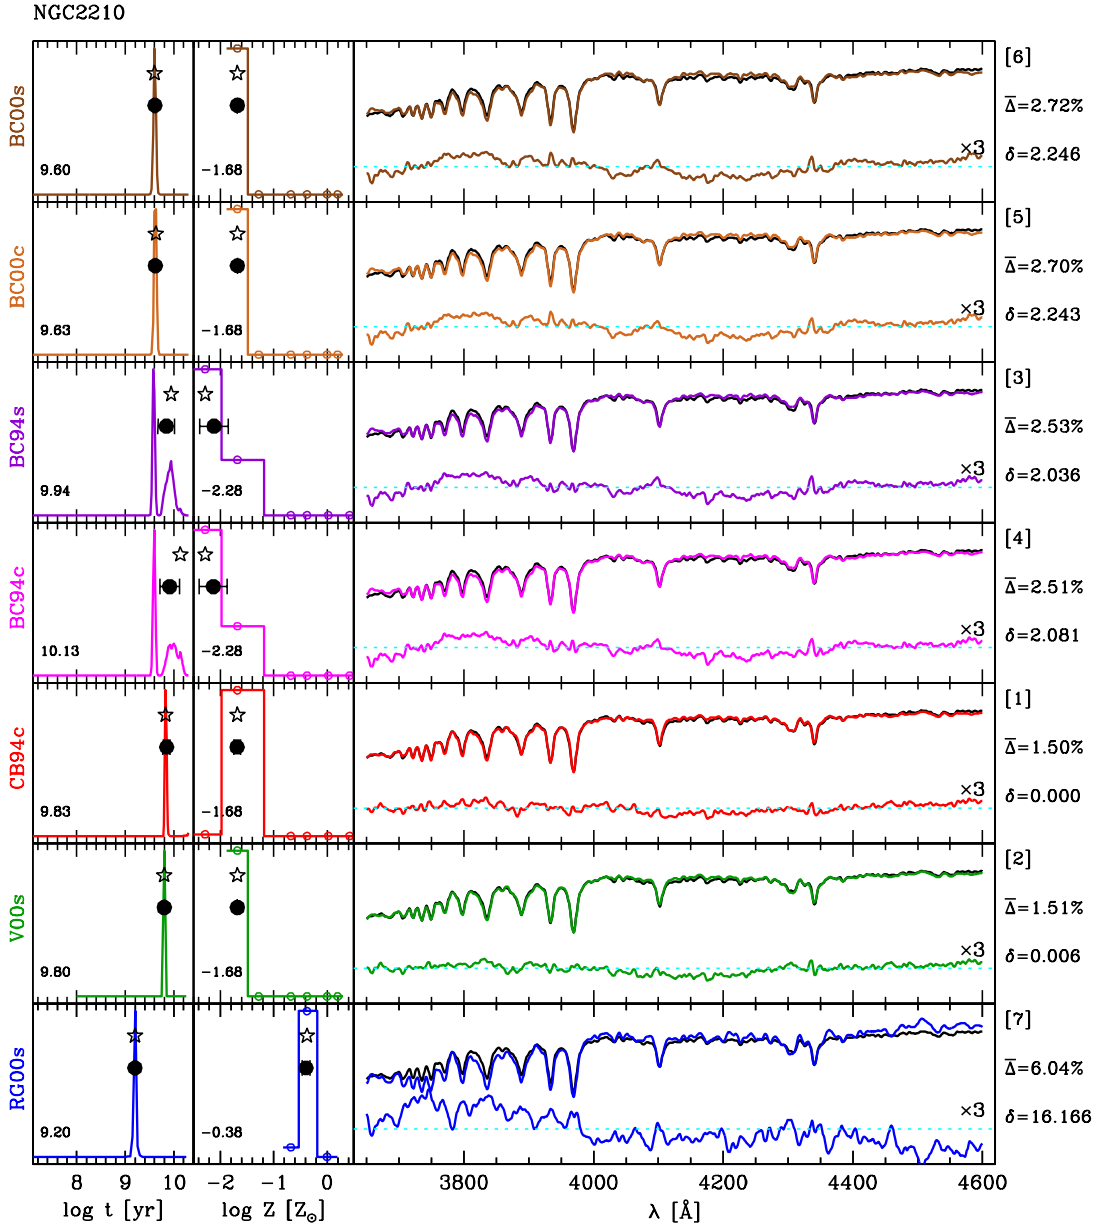 NGC2210
BC00s
9.60
−1.68
×3
[6]
Δ̅=2.72%
δ=2.246
BC00c
9.63
−1.68
×3
[5]
Δ̅=2.70%
δ=2.243
BC94s
9.94
−2.28
×3
[3]
Δ̅=2.53%
δ=2.036
BC94c
10.13
−2.28
×3
[4]
Δ̅=2.51%
δ=2.081
CB94c
9.83
−1.68
×3
[1]
Δ̅=1.50%
δ=0.000
V00s
9.80
−1.68
×3
[2]
Δ̅=1.51%
δ=0.006
RG00s
9.20
−0.38
×3
[7]
Δ̅=6.04%
δ=16.166
8 9 10 −2 −1 0 3800 4000 4200 4400 4600
log t [yr] log Z [Z⊙] λ [Å]